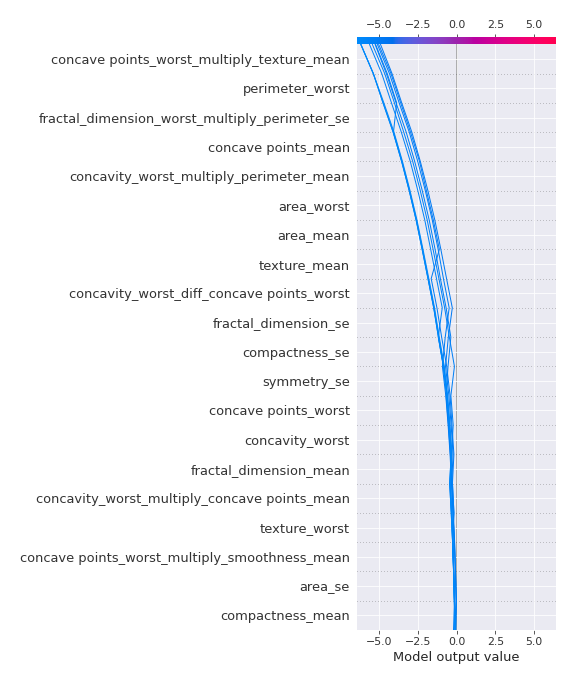 −5.0 −2.5 0.0 2.5 5.0
concave points_worst_multiply_texture_mean
perimeter_worst
fractal_dimension_worst_multiply_perimeter_se
concave points_mean
concavity_worst_multiply_perimeter_mean
area_worst
area_mean
texture_mean
concavity_worst_diff_concave points_worst
fractal_dimension_se
compactness_se
symmetry_se
concave points_worst
concavity_worst
fractal_dimension_mean
concavity_worst_multiply_concave points_mean
texture_worst
concave points_worst_multiply_smoothness_mean
area_se
compactness_mean
−5.0 −2.5 0.0 2.5 5.0
Model output value